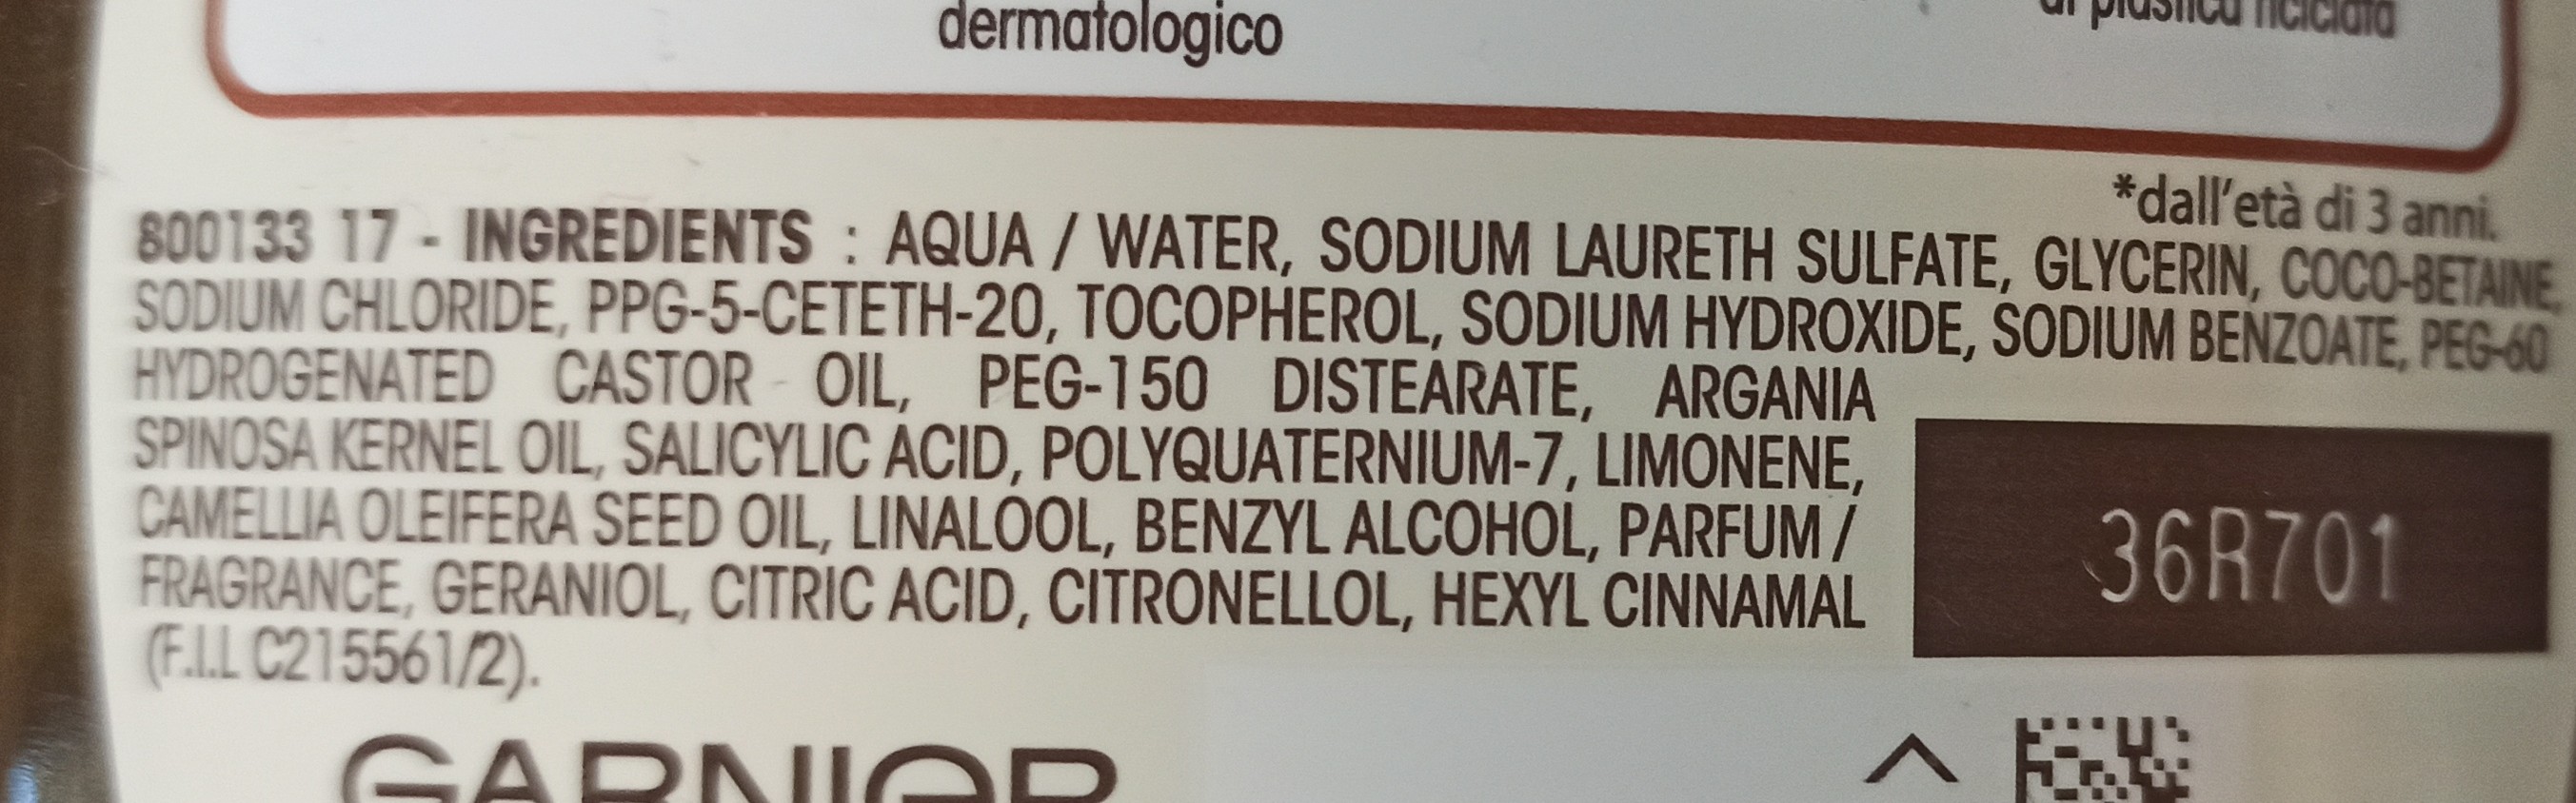 dermatologico
di plastica riciclata
*dall'età di 3 anni.
800133 17 - INGREDIENTS : AQUA / WATER, SODIUM LAURETH SULFATE, GLYCERIN, COCO-BETAINE,
SODIUM CHLORIDE, PPG-5-CETETH-20, TOCOPHEROL, SODIUM HYDROXIDE, SODIUM BENZOATE, PEG-60
HYDROGENATED CASTOR OIL, PEG-150 DISTEARATE, ARGANIA
SPINOSA KERNEL OIL, SALICYLIC ACID, POLYQUATERNIUM-7, LIMONENE,
CAMELLIA OLEIFERA SEED OIL, LINALOOL, BENZYL ALCOHOL, PARFUM /
FRAGRANCE, GERANIOL, CITRIC ACID, CITRONELLOL, HEXYL CINNAMAL
(F.I.L C215561/2).
36R701
GARNIER